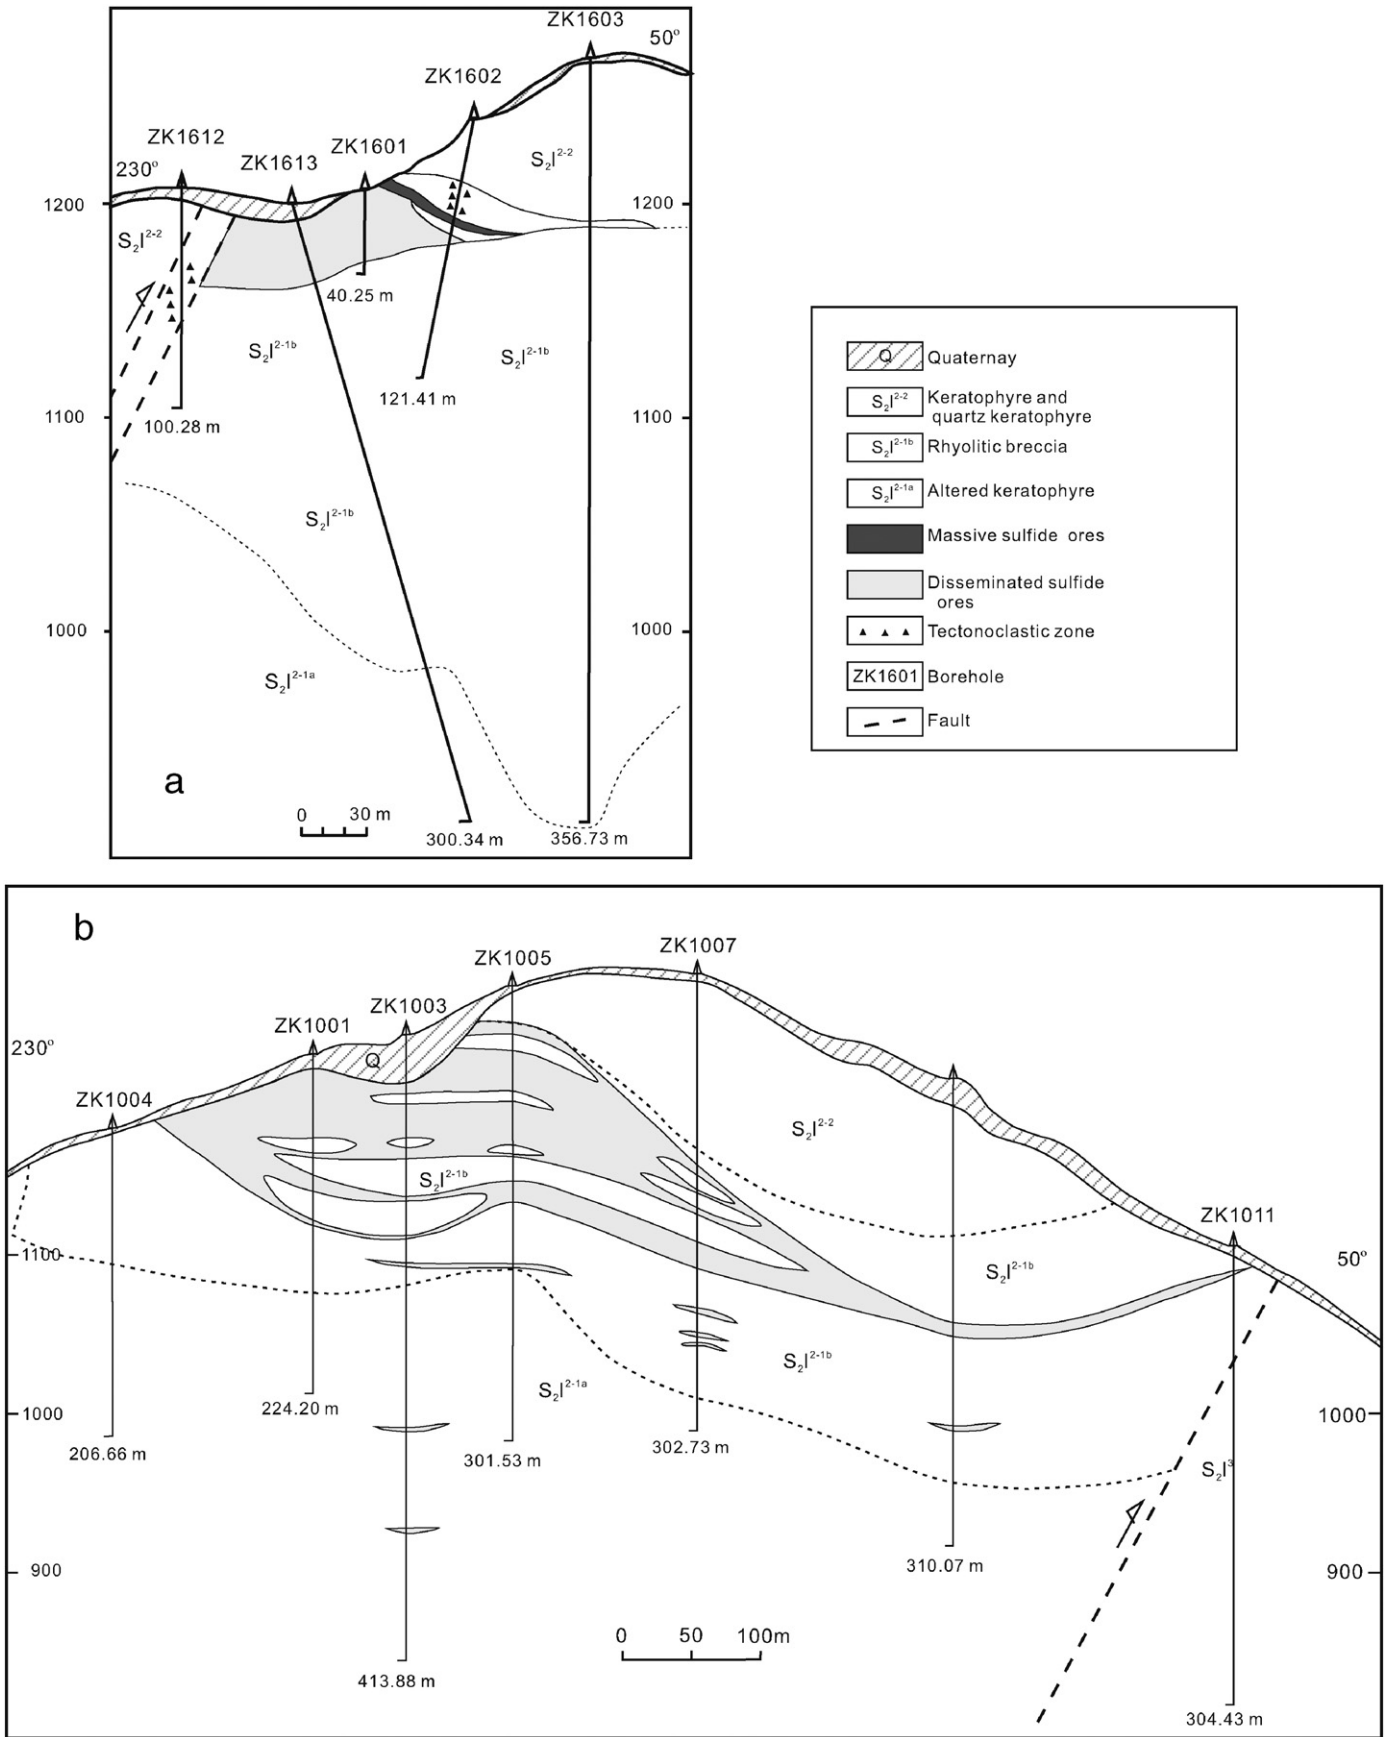 ZK1603
50º
ZK1602
ZK1612
ZK1601
ZK1613
230º
S₂l²⁻²
1200
1200
S₂l²⁻²
40.25 m
S₂l²⁻¹ᵇ
S₂l²⁻¹ᵇ
121.41 m
1100
1100
100.28 m
S₂l²⁻¹ᵇ
1000
1000
S₂l²⁻¹ᵃ
a
0 30 m
300.34 m
356.73 m
Q Quaternay
S₂l²⁻² Keratophyre and
quartz keratophyre
S₂l²⁻¹ᵇ Rhyolitic breccia
S₂l²⁻¹ᵃ Altered keratophyre
Massive sulfide ores
Disseminated sulfide
ores
Tectonoclastic zone
ZK1601 Borehole
Fault
b
ZK1007
ZK1005
ZK1003
ZK1001
230º
Q
ZK1004
S₂l²⁻²
S₂l²⁻¹ᵇ
ZK1011
1100
50º
S₂l²⁻¹ᵇ
S₂l²⁻¹ᵇ
S₂l²⁻¹ᵃ
224.20 m
1000
1000
206.66 m
301.53 m
302.73 m
S₂l³
310.07 m
900
900
0 50 100m
413.88 m
304.43 m